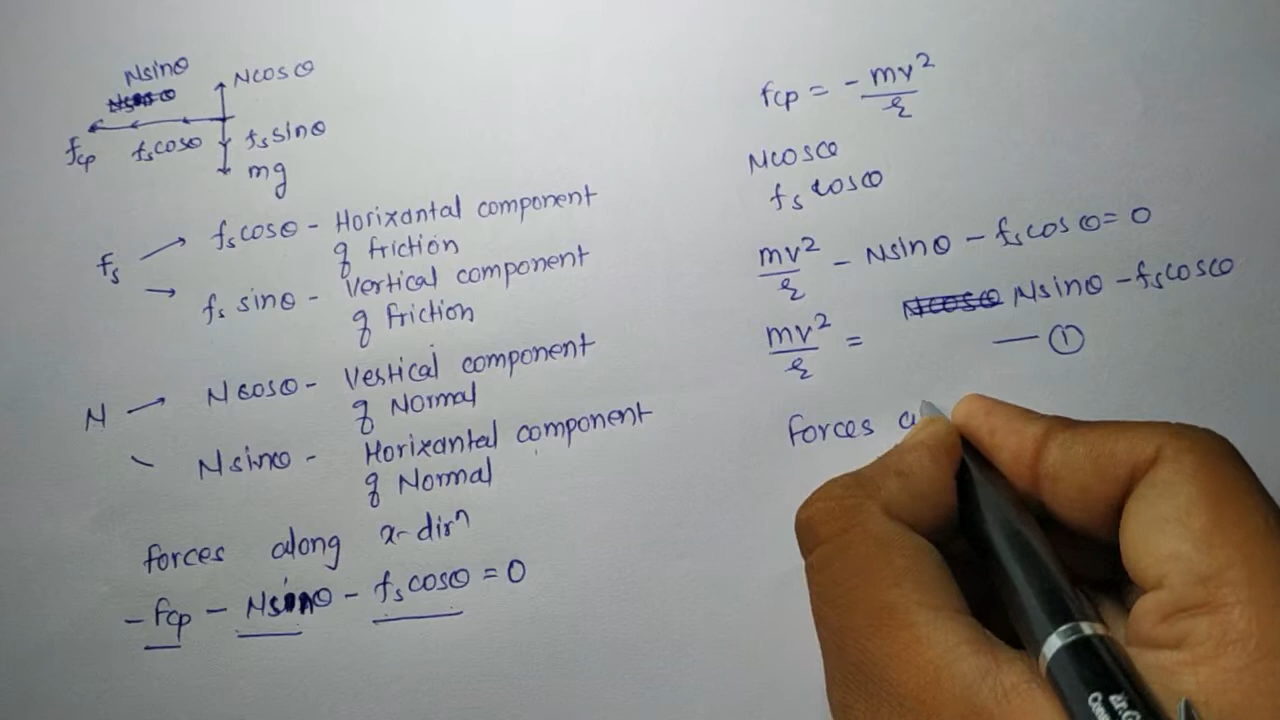 Nsinθ
Ncosθ
fcp
fscosθ
fssinθ
mg
fs
fscosθ - Horixantal component
of friction
fs sinθ - Vertical component
of friction
N
Ncosθ - Vertical component
of Normal
Nsinθ - Horixantal component
of Normal
forces along x-dirⁿ
-fcp - Nsinθ - fscosθ = 0
fcp = - mv²/r
Ncosθ
fs cosθ
mv²/r - Nsinθ - fscosθ = 0
mv²/r = Nsinθ - fscosθ
— ①
forces a